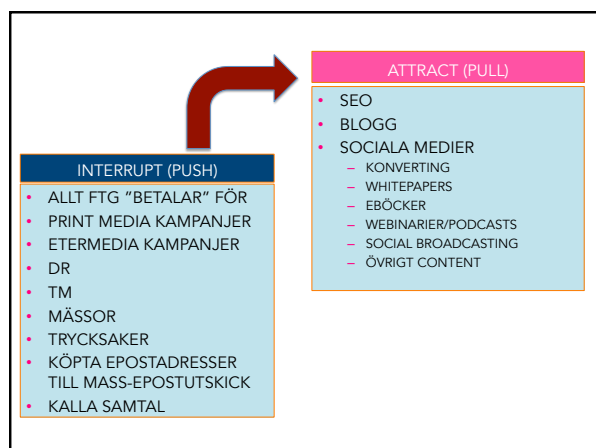 ATTRACT (PULL)
• SEO
• BLOGG
• SOCIALA MEDIER
– KONVERTING
– WHITEPAPERS
– EBÖCKER
– WEBINARIER/PODCASTS
– SOCIAL BROADCASTING
– ÖVRIGT CONTENT
INTERRUPT (PUSH)
• ALLT FTG ”BETALAR” FÖR
• PRINT MEDIA KAMPANJER
• ETERMEDIA KAMPANJER
• DR
• TM
• MÄSSOR
• TRYCKSAKER
• KÖPTA EPOSTADRESSER
TILL MASS-EPOSTUTSKICK
• KALLA SAMTAL